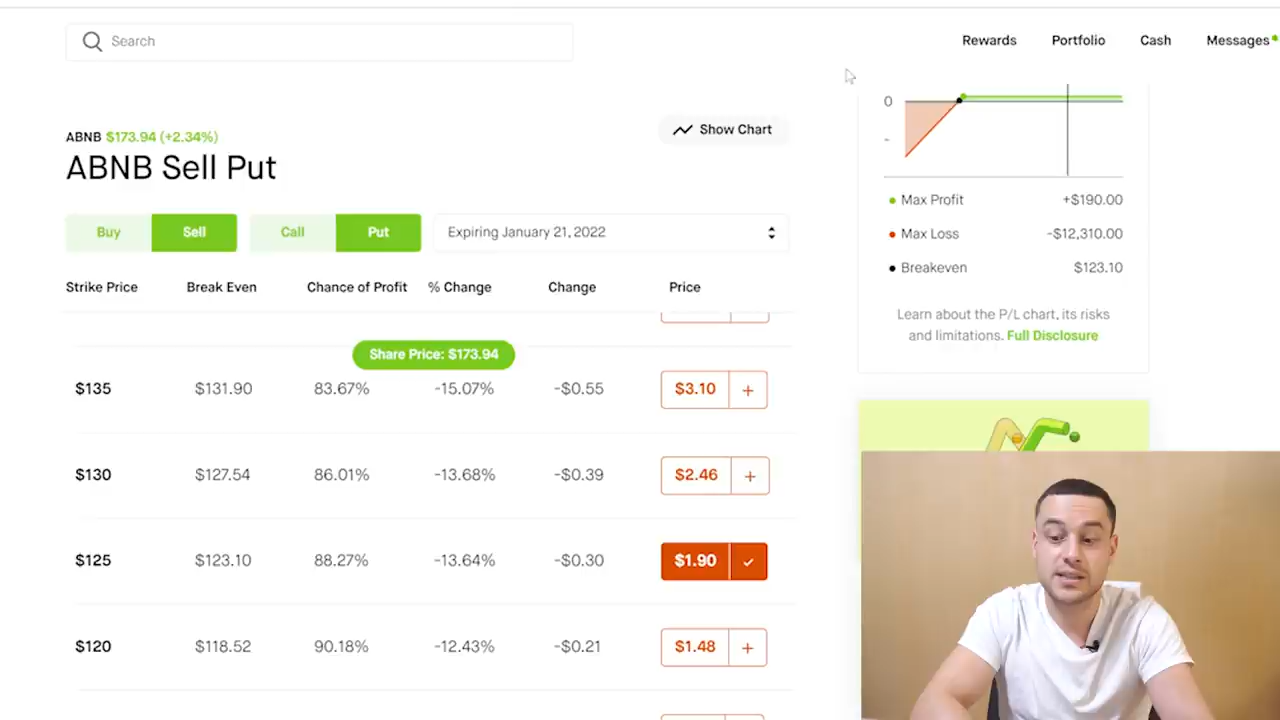 Search
Rewards Portfolio Cash Messages
ABNB $173.94 (+2.34%)
ABNB Sell Put
Show Chart
Buy Sell Call Put Expiring January 21, 2022
Strike Price Break Even Chance of Profit % Change Change Price
Share Price: $173.94
$135 $131.90 83.67% -15.07% -$0.55 $3.10 +
$130 $127.54 86.01% -13.68% -$0.39 $2.46 +
$125 $123.10 88.27% -13.64% -$0.30 $1.90
$120 $118.52 90.18% -12.43% -$0.21 $1.48 +
0
-
Max Profit +$190.00
Max Loss -$12,310.00
Breakeven $123.10
Learn about the P/L chart, its risks
and limitations. Full Disclosure